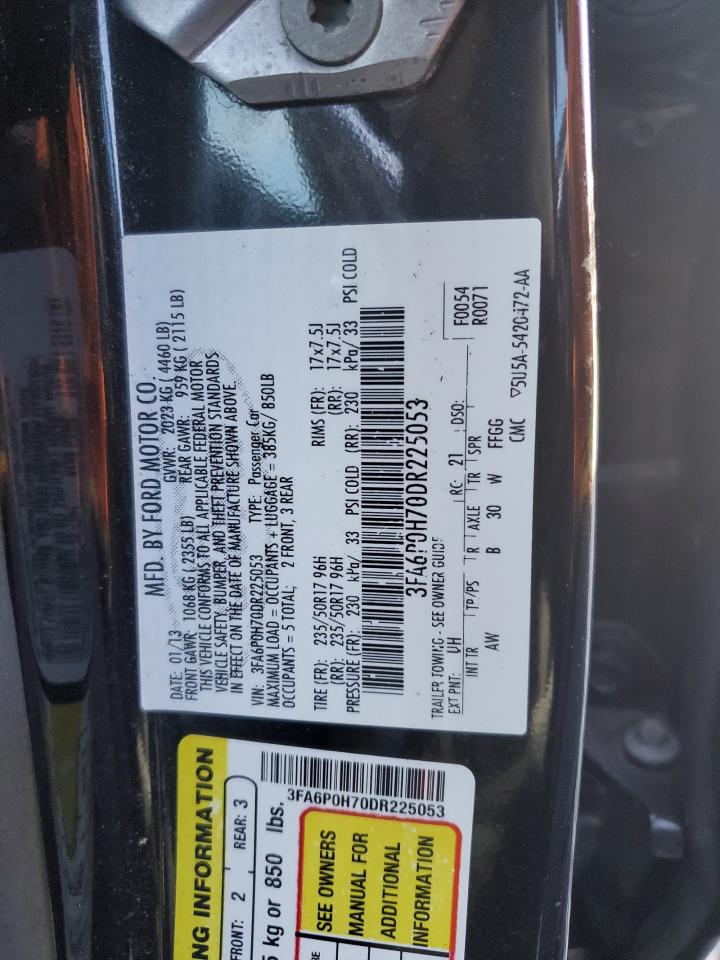 MFD. BY FORD MOTOR CO.
DATE: 01/13 GVWR: 2023 KG ( 4460 LB)
FRONT GAWR: 1068 KG ( 2355 LB) REAR GAWR: 959 KG ( 2115 LB)
THIS VEHICLE CONFORMS TO ALL APPLICABLE FEDERAL MOTOR
VEHICLE SAFETY, BUMPER, AND THEFT PREVENTION STANDARDS
IN EFFECT ON THE DATE OF MANUFACTURE SHOWN ABOVE.
VIN: 3FA6P0H70DR225053 TYPE: Passenger Car
MAXIMUM LOAD = OCCUPANTS + LUGGAGE = 385KG/ 850LB
OCCUPANTS = 5 TOTAL: 2 FRONT, 3 REAR
TIRE (FR): 235/50R17 96H RIMS (FR): 17x7.5J
(RR): 235/50R17 96H (RR): 17x7.5J
PRESSURE (FR): 230 kPa/ 33 PSI COLD (RR): 230 kPa/ 33 PSI COLD
3FA6P0H70DR225053
TRAILER TOWING - SEE OWNER GUIDE
F0054
R0071
EXT PNT: UH RC: 21 DSO:
INT TR TP/PS R AXLE TR SPR
AW B 30 W FFGG
CMC ▽5U5A-5420472-AA
NG INFORMATION
FRONT: 2 REAR: 3
5 kg or 850 lbs.
3FA6P0H70DR225053
SEE OWNERS
MANUAL FOR
ADDITIONAL
INFORMATION